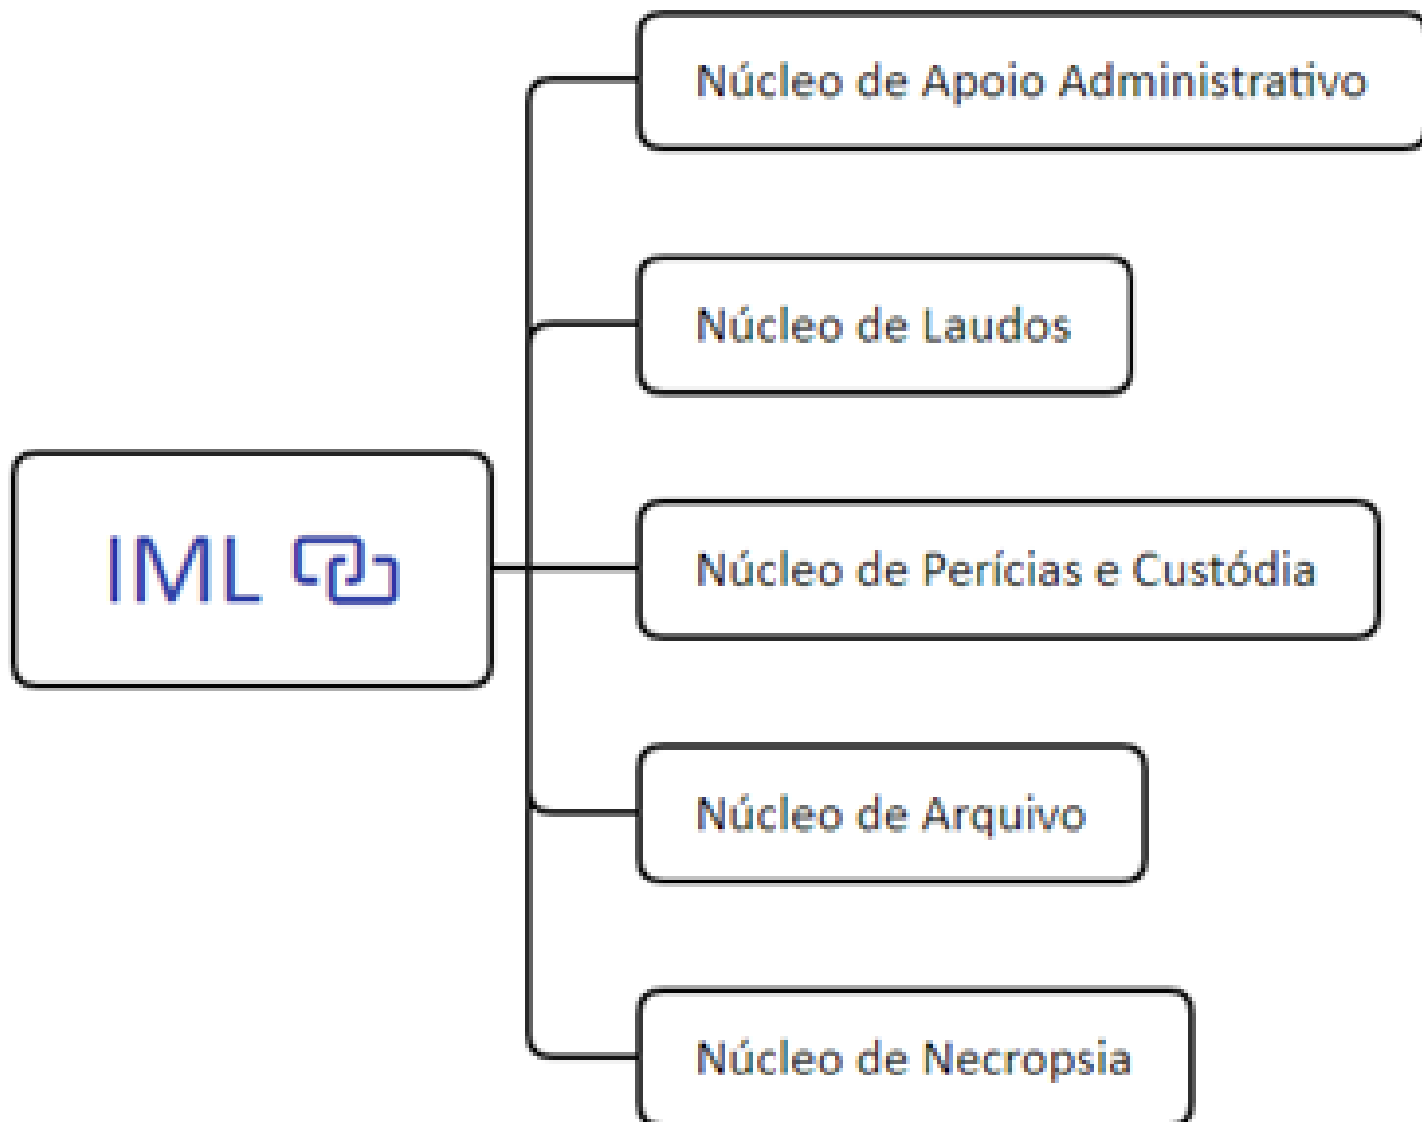 Núcleo de Apoio Administrativo
Núcleo de Laudos
IML
Núcleo de Perícias e Custódia
Núcleo de Arquivo
Núcleo de Necropsia